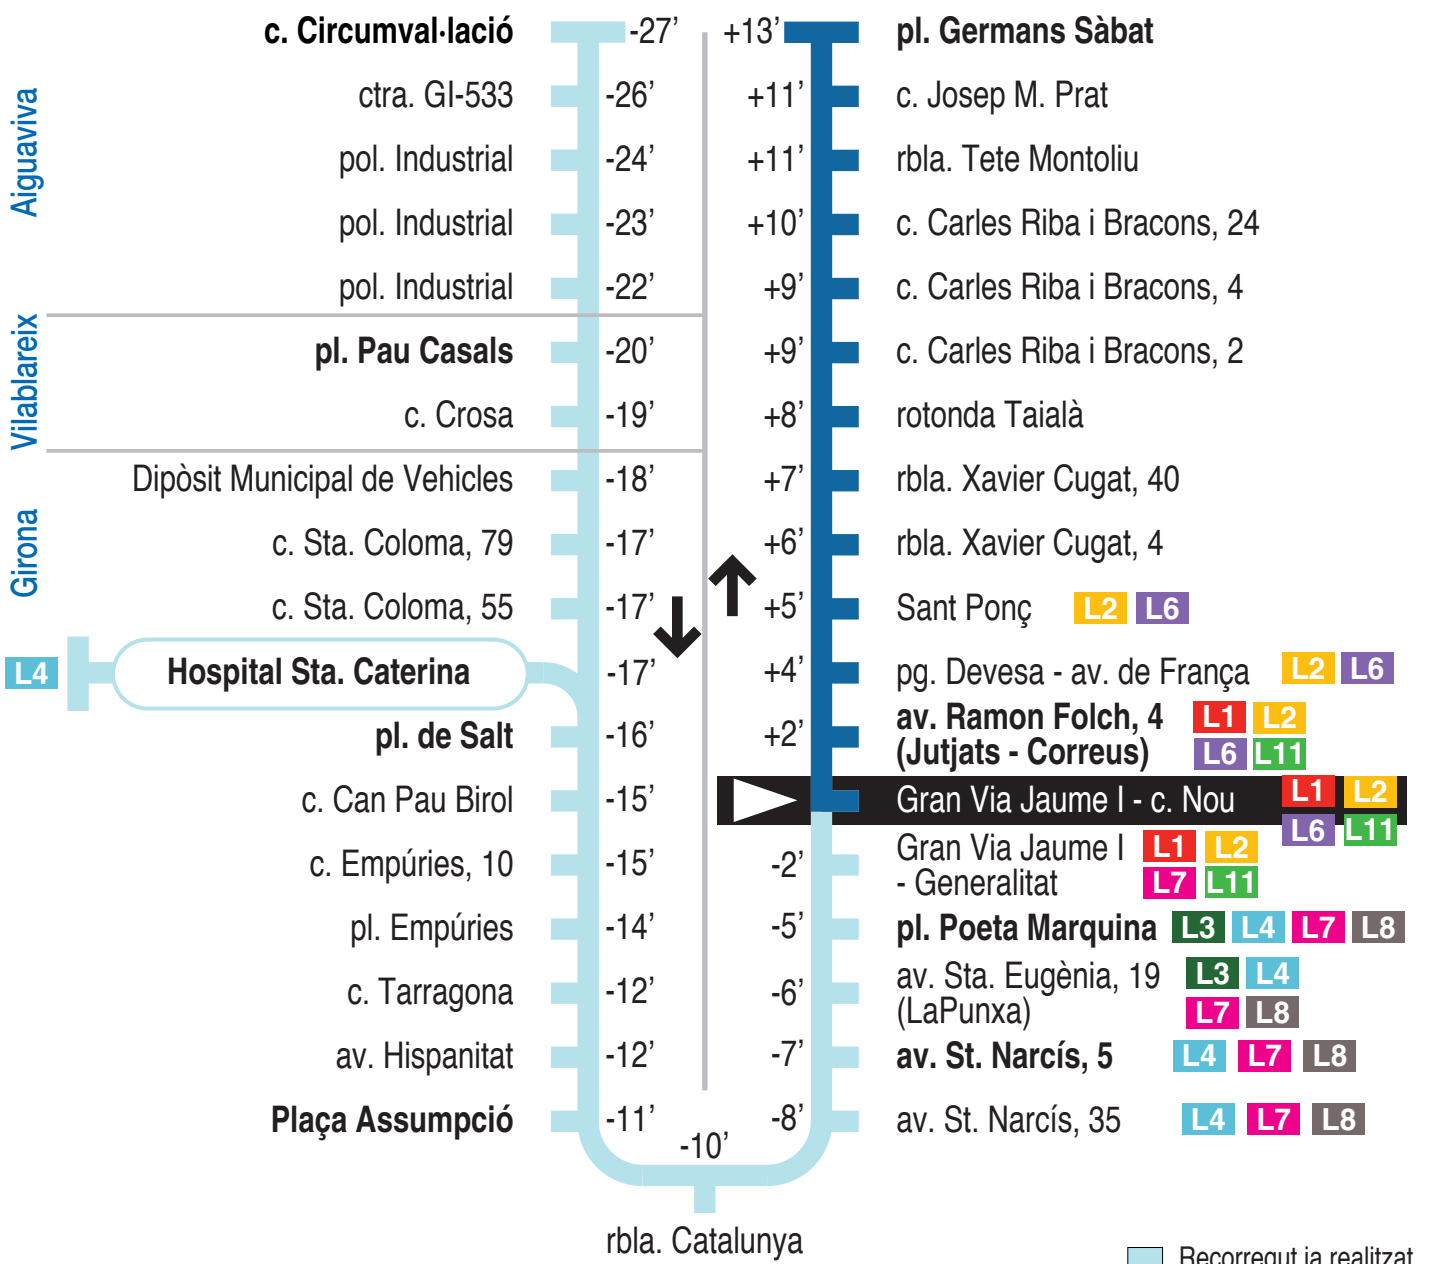 Aiguaviva
c. Circumval·lació -27’
ctra. GI-533 -26’
pol. Industrial -24’
pol. Industrial -23’
pol. Industrial -22’
Vilablareix
pl. Pau Casals -20’
c. Crosa -19’
Girona
Dipòsit Municipal de Vehicles -18’
c. Sta. Coloma, 79 -17’
c. Sta. Coloma, 55 -17’
L4 Hospital Sta. Caterina -17’
pl. de Salt -16’
c. Can Pau Birol -15’
c. Empúries, 10 -15’
pl. Empúries -14’
c. Tarragona -12’
av. Hispanitat -12’
Plaça Assumpció -11’
-10’
rbla. Catalunya
+13’ pl. Germans Sàbat
+11’ c. Josep M. Prat
+11’ rbla. Tete Montoliu
+10’ c. Carles Riba i Bracons, 24
+9’ c. Carles Riba i Bracons, 4
+9’ c. Carles Riba i Bracons, 2
+8’ rotonda Taialà
+7’ rbla. Xavier Cugat, 40
+6’ rbla. Xavier Cugat, 4
+5’ Sant Ponç L2 L6
+4’ pg. Devesa - av. de França L2 L6
+2’ av. Ramon Folch, 4 L1 L2
(Jutjats - Correus) L6 L11
Gran Via Jaume I - c. Nou L1 L2
L6 L11
-2’ Gran Via Jaume I L1 L2
- Generalitat L7 L11
-5’ pl. Poeta Marquina L3 L4 L7 L8
-6’ av. Sta. Eugènia, 19 L3 L4
(LaPunxa) L7 L8
-7’ av. St. Narcís, 5 L4 L7 L8
-8’ av. St. Narcís, 35 L4 L7 L8
Recorregut ja realitzat